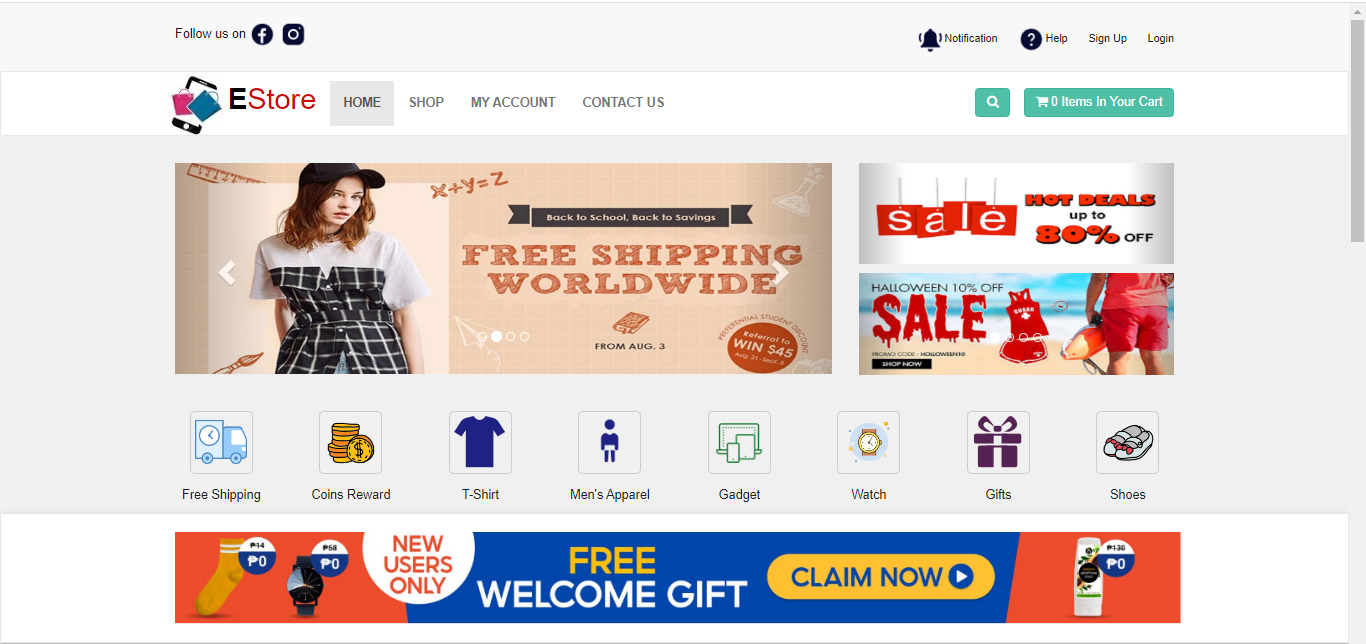 Follow us on
Notification
Help
Sign Up
Login
EStore
HOME
SHOP
MY ACCOUNT
CONTACT US
0 Items In Your Cart
X+Y=Z
Back to School, Back to Savings
FREE SHIPPING
WORLDWIDE
FROM AUG. 3
PREFERENTIAL STUDENT DISCOUNT
Referral to
WIN $45
Aug. 21 - Sept. 5
sale
HOT DEALS
up to
80% OFF
HALLOWEEN 10% OFF
SALE
GUARD
PROMO CODE : HOLLOWEEN10
SHOP NOW
Free Shipping
Coins Reward
T-Shirt
Men's Apparel
Gadget
Watch
Gifts
Shoes
₱14
₱0
₱58
₱0
NEW
USERS
ONLY
FREE
WELCOME GIFT
CLAIM NOW
₱130
₱0